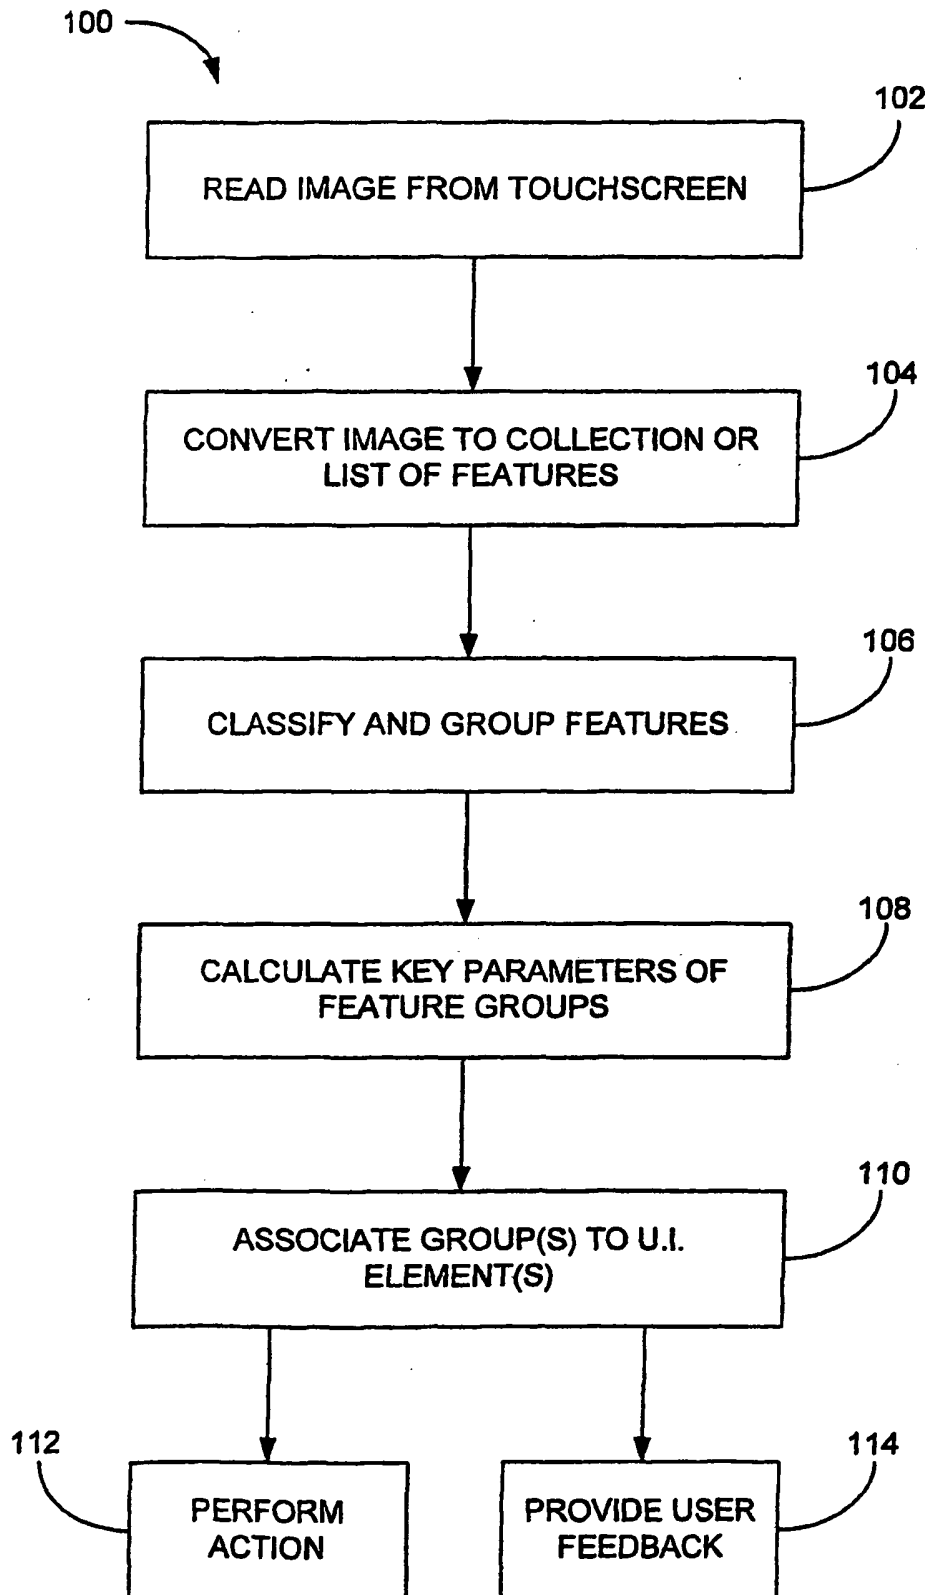 100
102
READ IMAGE FROM TOUCHSCREEN
104
CONVERT IMAGE TO COLLECTION OR
LIST OF FEATURES
106
CLASSIFY AND GROUP FEATURES
108
CALCULATE KEY PARAMETERS OF
FEATURE GROUPS
110
ASSOCIATE GROUP(S) TO U.I.
ELEMENT(S)
112
PERFORM
ACTION
114
PROVIDE USER
FEEDBACK